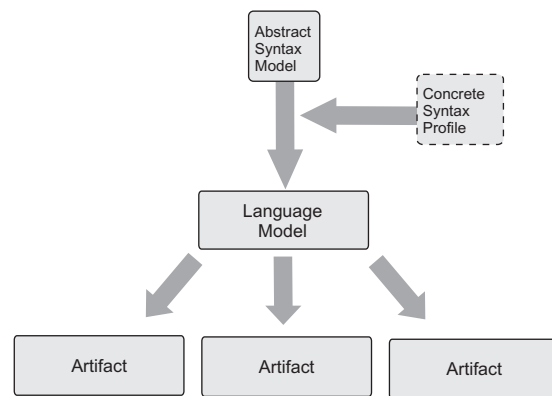 Abstract
Syntax
Model
Concrete
Syntax
Profile
Language
Model
Artifact
Artifact
Artifact